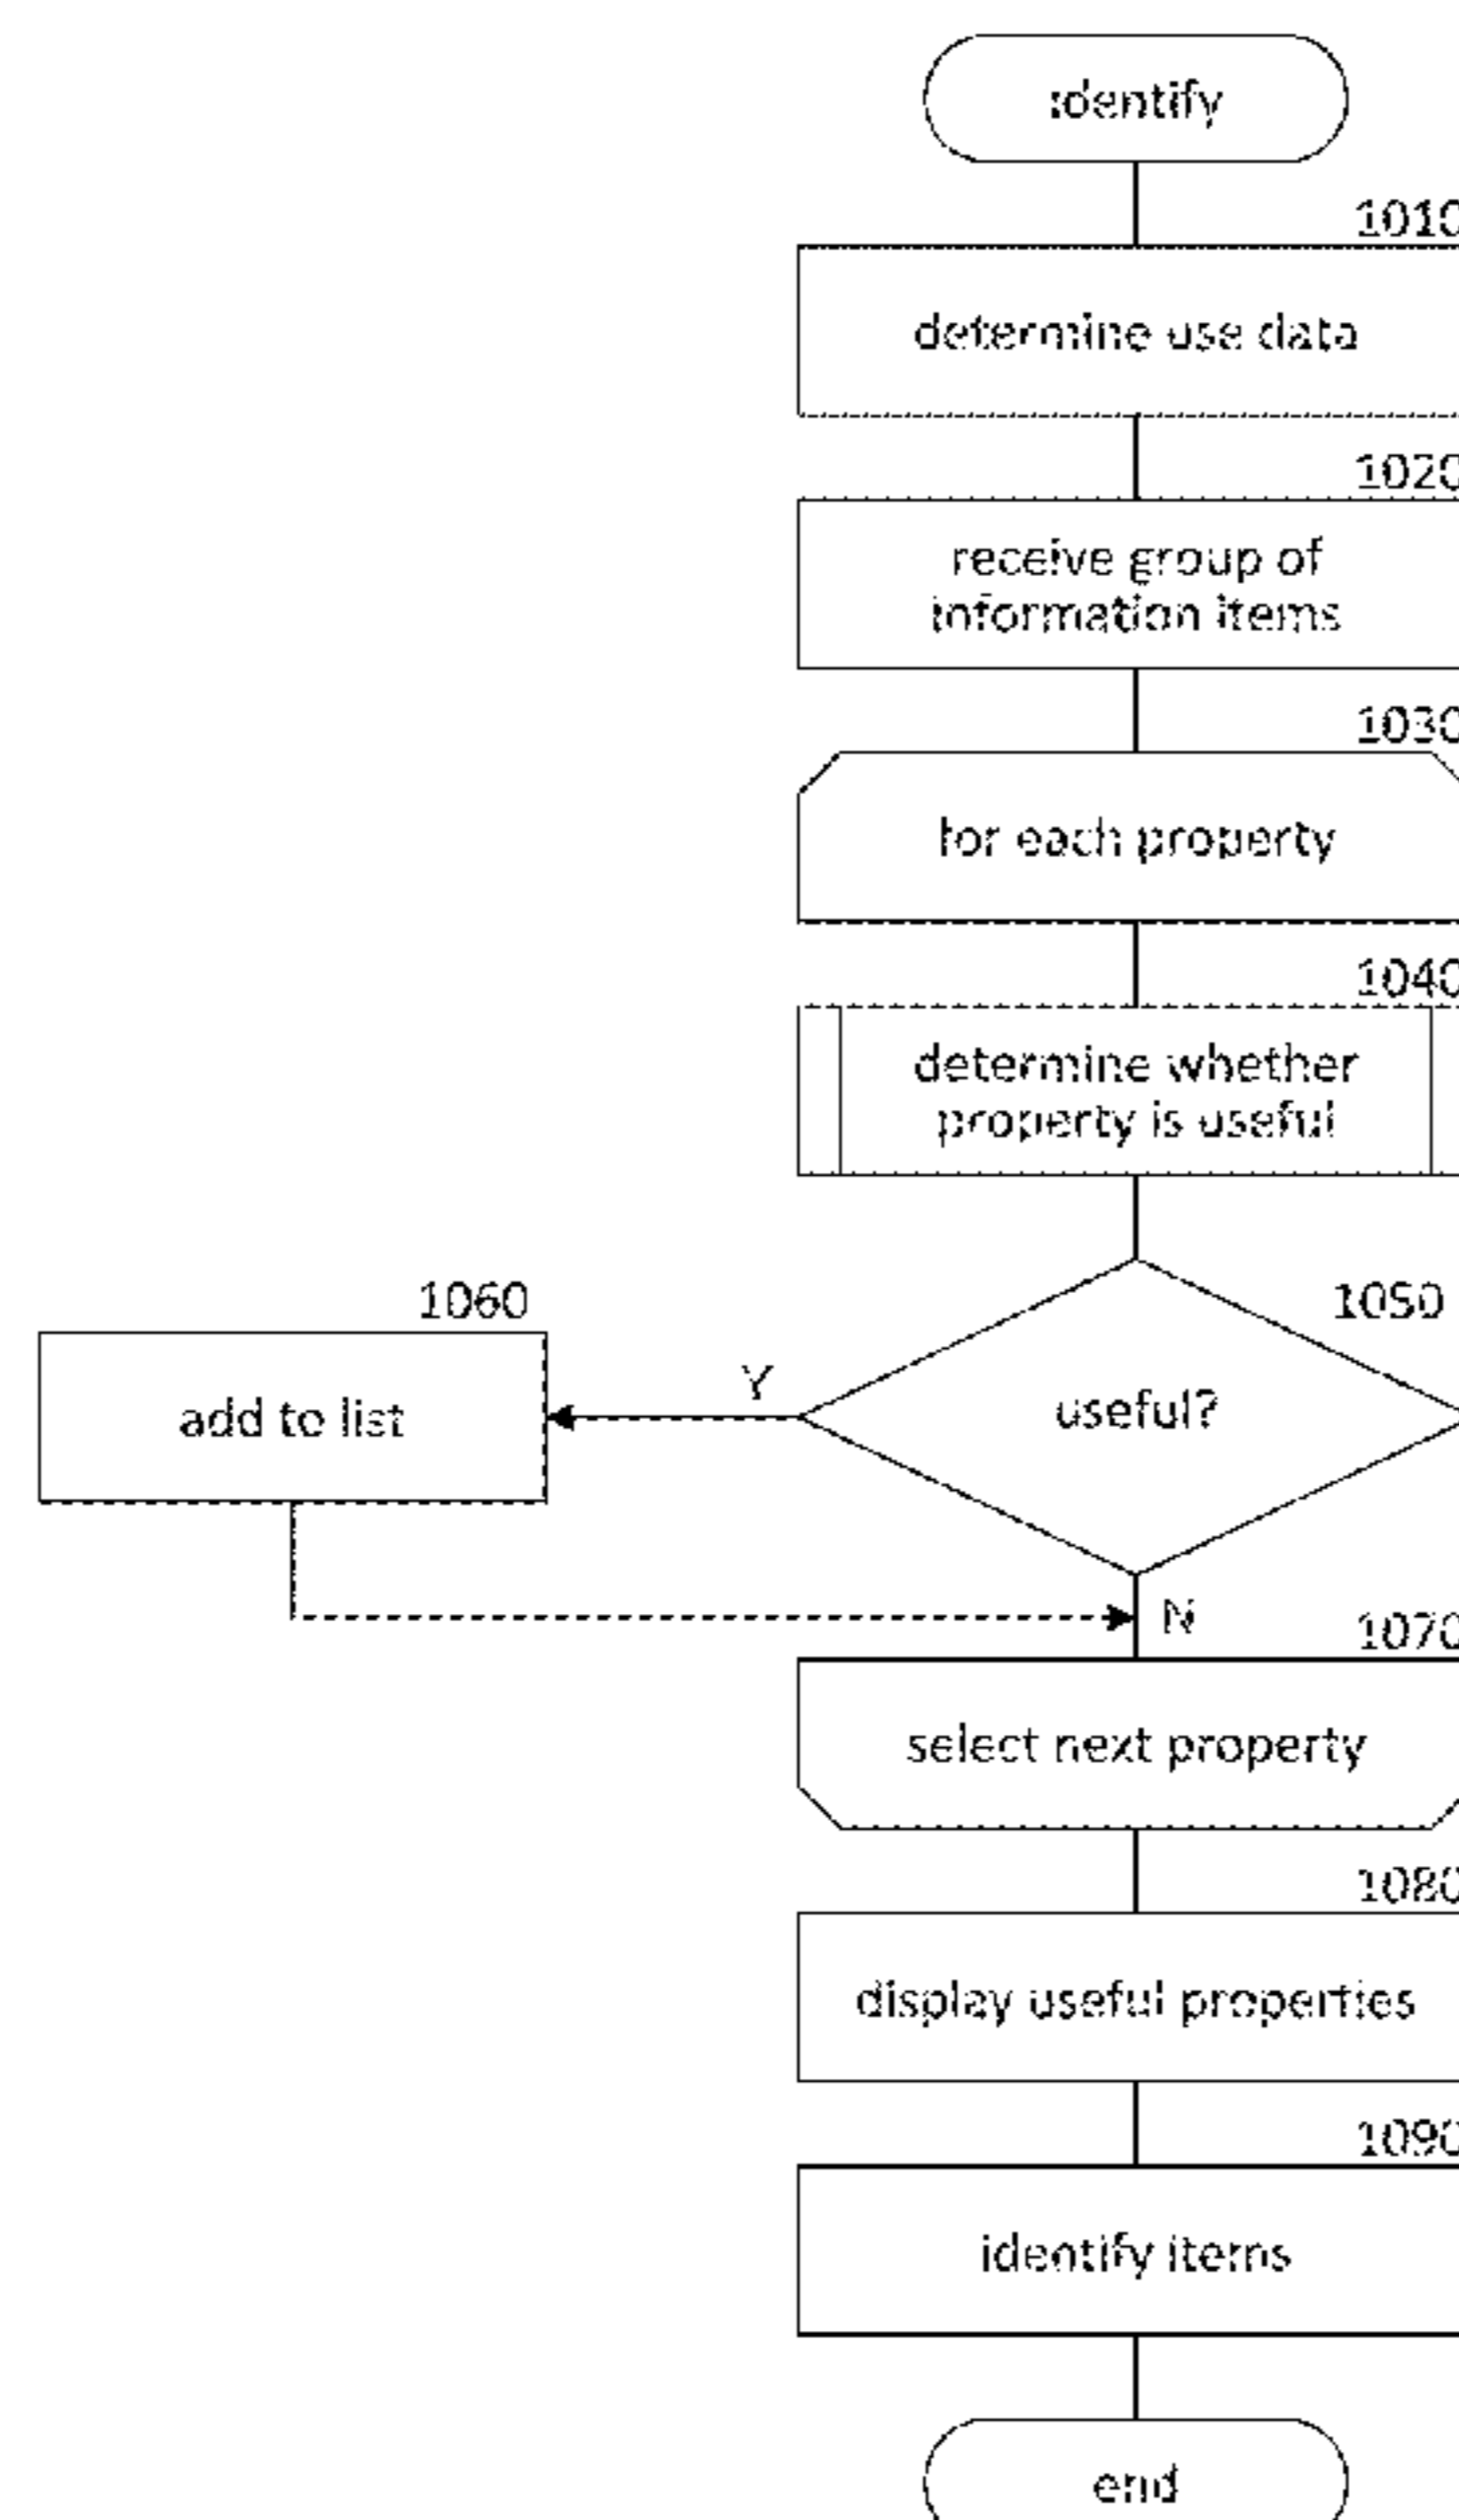 identify
1010
determine use data
1020
receive group of
information items
1030
for each property
1040
determine whether
property is useful
1060
1050
add to list
Y
useful?
N
1070
select next property
1080
display useful properties
1090
identify items
end